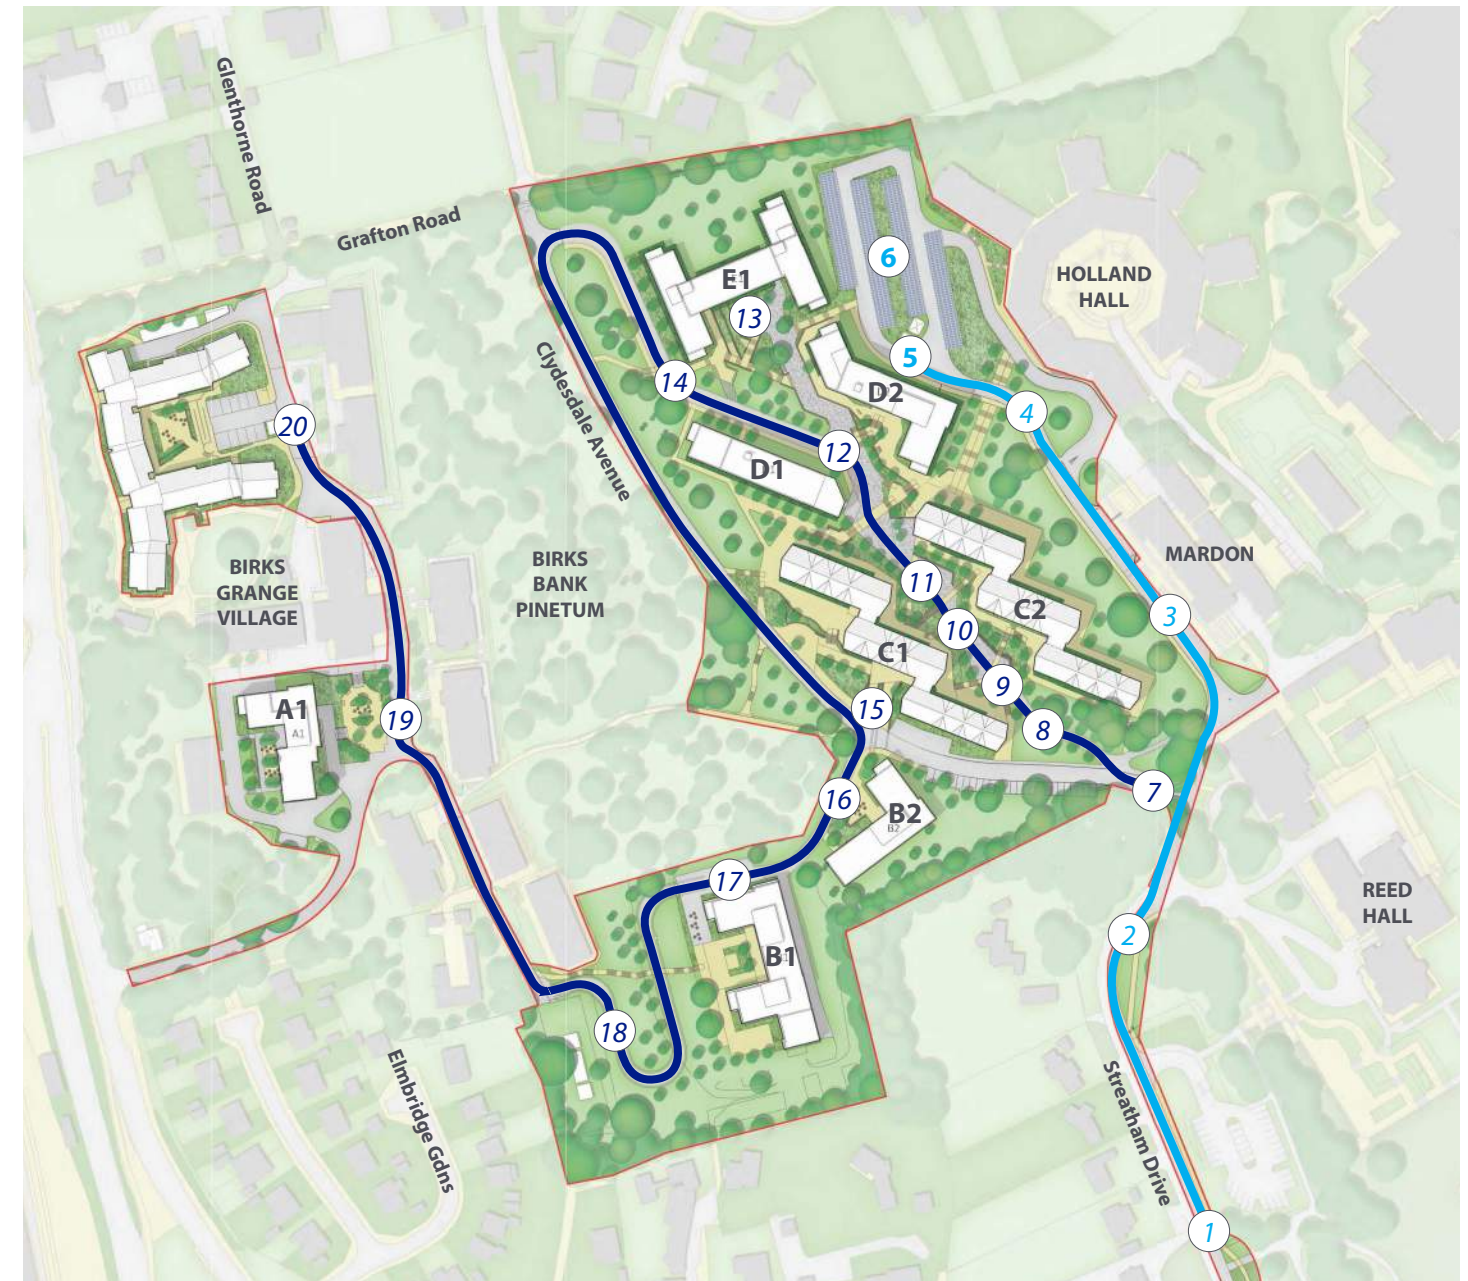 Glenthorne Road
Grafton Road
6
HOLLAND
HALL
E1
13
5
Clydesdale Avenue
14
D2
4
20
12
D1
MARDON
BIRKS
GRANGE
VILLAGE
BIRKS
BANK
PINETUM
11
C2
3
10
C1
9
A1
A1
19
15
8
7
16
B2
B2
17
REED
HALL
2
B1
18
Elmbridge Gdns
Streatham Drive
1